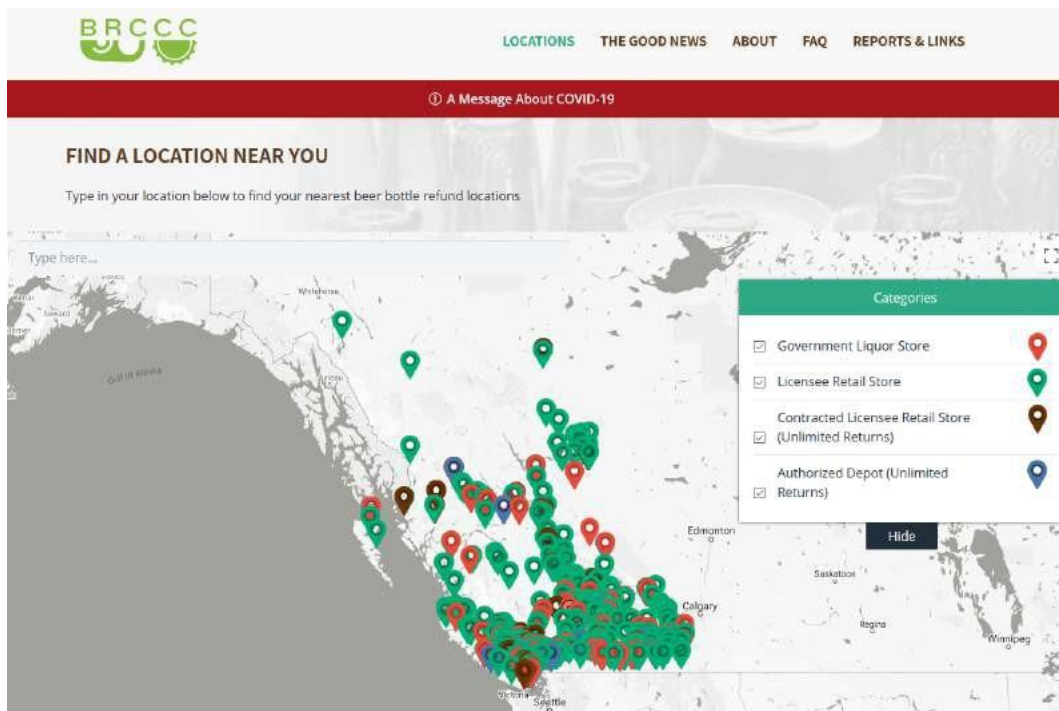 BRCCC
LOCATIONS THE GOOD NEWS ABOUT FAQ REPORTS & LINKS
A Message About COVID-19
FIND A LOCATION NEAR YOU
Type in your location below to find your nearest beer bottle refund locations
Type here...
Categories
Government Liquor Store
Licensee Retail Store
Contracted Licensee Retail Store
(Unlimited Returns)
Authorized Depot (Unlimited
Returns)
Hide
Whitehorse
Seward
Gulf of Alaska
Juneau
Edmonton
Saskatoon
Calgary
Regina
Winnipeg
Victoria
Seattle